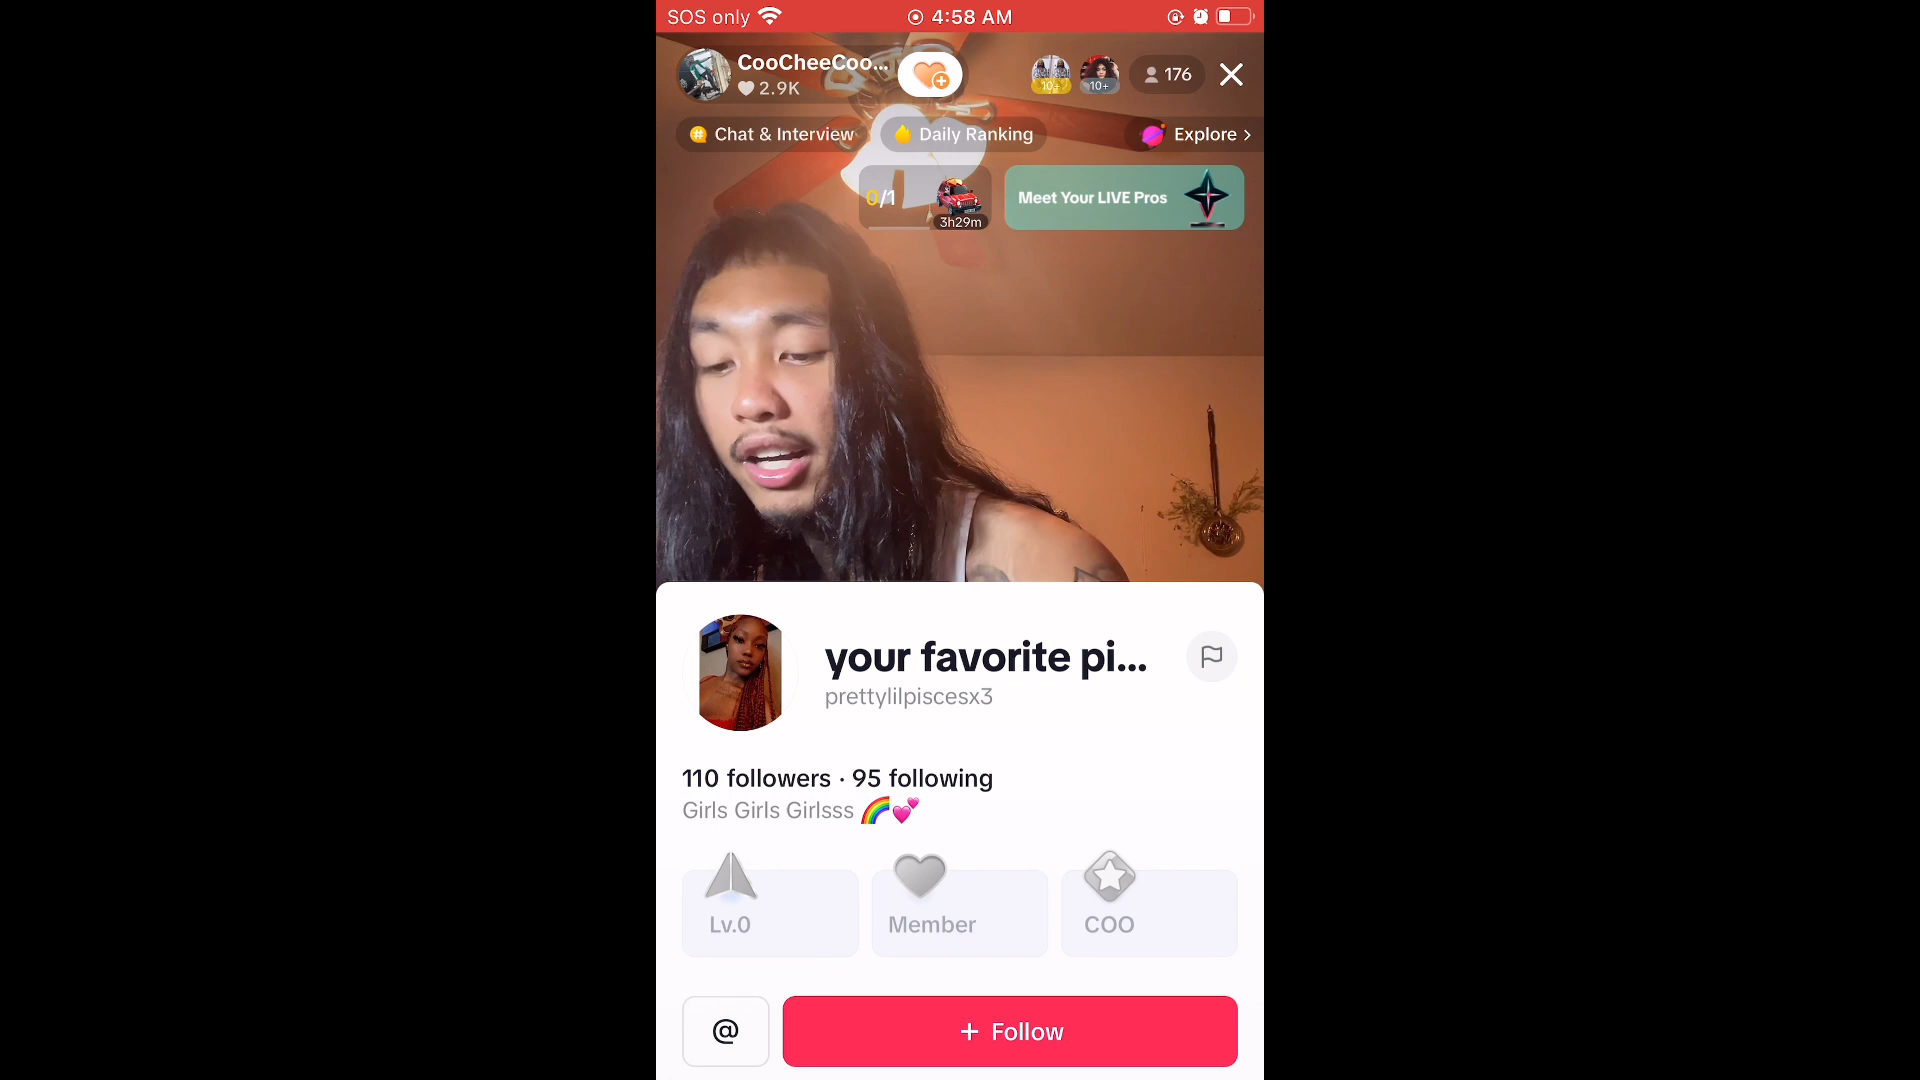 SOS only
4:58 AM
CooCheeCoo...
2.9K
10+
10+
176
Chat & Interview
Daily Ranking
Explore >
0/1
3h29m
Meet Your LIVE Pros
your favorite pi...
prettylilpiscesx3
110 followers · 95 following
Girls Girls Girlsss 🌈💕
Lv.0
Member
COO
@
+ Follow